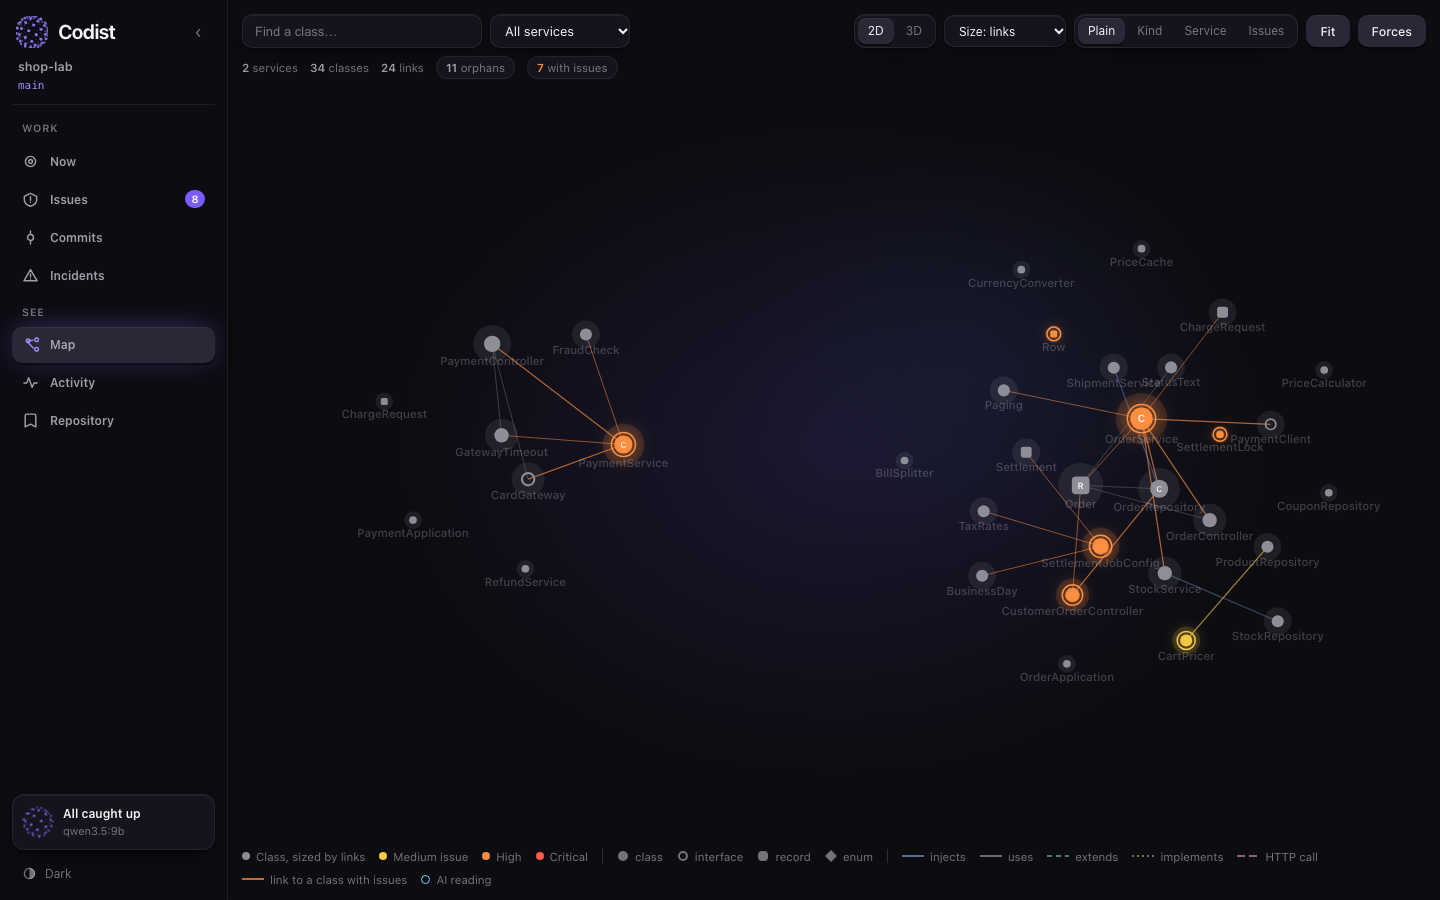 Codist
shop-lab
main
WORK
Now
Issues 8
Commits
Incidents
SEE
Map
Activity
Repository
All caught up
qwen3.5:9b
Dark
Find a class...
All services
2D 3D
Size: links
Plain Kind Service Issues
Fit
Forces
2 services 34 classes 24 links 11 orphans 7 with issues
PriceCache
CurrencyConverter
ChargeRequest
Row
PaymentController
FraudCheck
ShipmentService
StatusText
PriceCalculator
Paging
ChargeRequest
C
OrderService
PaymentClient
SettlementLock
GatewayTimeout
C
PaymentService
Settlement
BillSplitter
CardGateway
R
Order
C
OrderRepository
CouponRepository
TaxRates
PaymentApplication
OrderController
SettlementJobConfig
ProductRepository
RefundService
BusinessDay
StockService
CustomerOrderController
StockRepository
CartPricer
OrderApplication
Class, sized by links Medium issue High Critical class interface record enum injects uses extends implements HTTP call
link to a class with issues AI reading